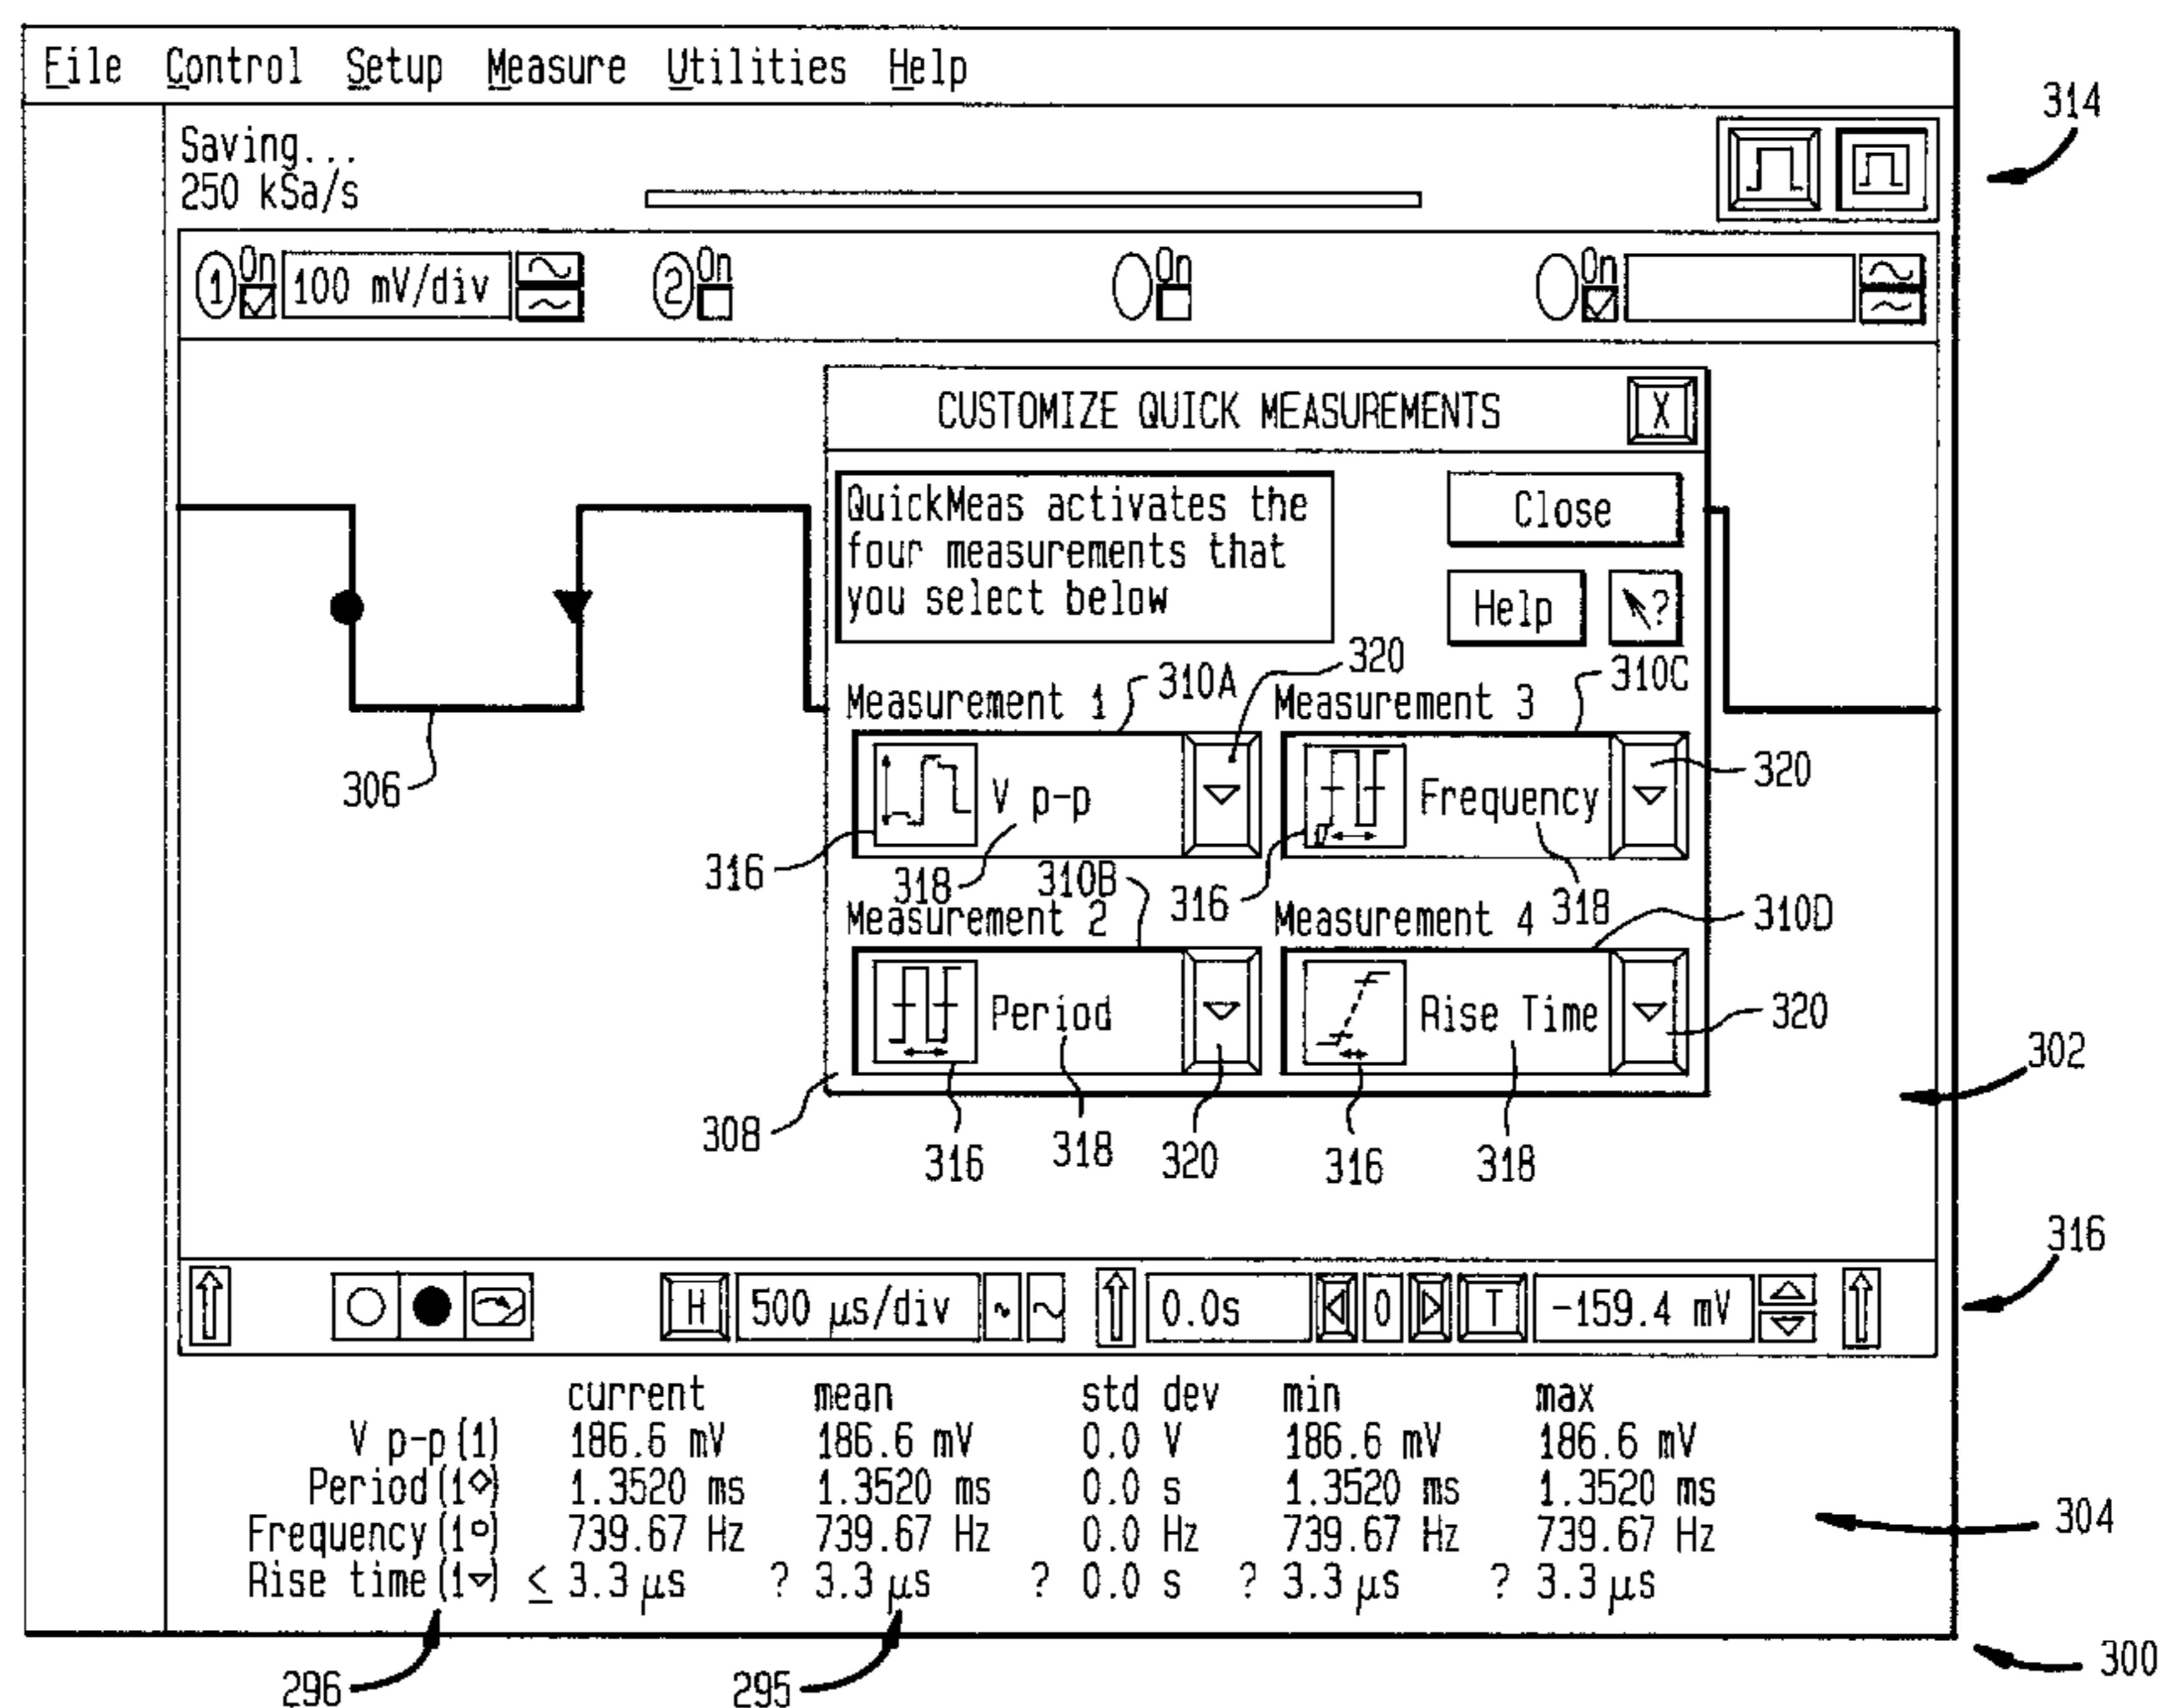 File Control Setup Measure Utilities Help
314
Saving...
250 kSa/s
1 On 100 mV/div 2 On On On
CUSTOMIZE QUICK MEASUREMENTS X
QuickMeas activates the
four measurements that
you select below
Close
Help ?
320
310A 310C
Measurement 1 Measurement 3
306
V p-p Frequency 320
316 318 310B 316 318
Measurement 2 Measurement 4 310D
Period Rise Time 320
302
308 316 318 320 316 318
316
H 500 µs/div 0.0s 0 T -159.4 mV
current mean std dev min max
V p-p(1) 186.6 mV 186.6 mV 0.0 V 186.6 mV 186.6 mV
Period(1◇) 1.3520 ms 1.3520 ms 0.0 s 1.3520 ms 1.3520 ms
304
Frequency(1○) 739.67 Hz 739.67 Hz 0.0 Hz 739.67 Hz 739.67 Hz
Rise time(1▽) ≤ 3.3 µs ? 3.3 µs ? 0.0 s ? 3.3 µs ? 3.3 µs
296 295 300